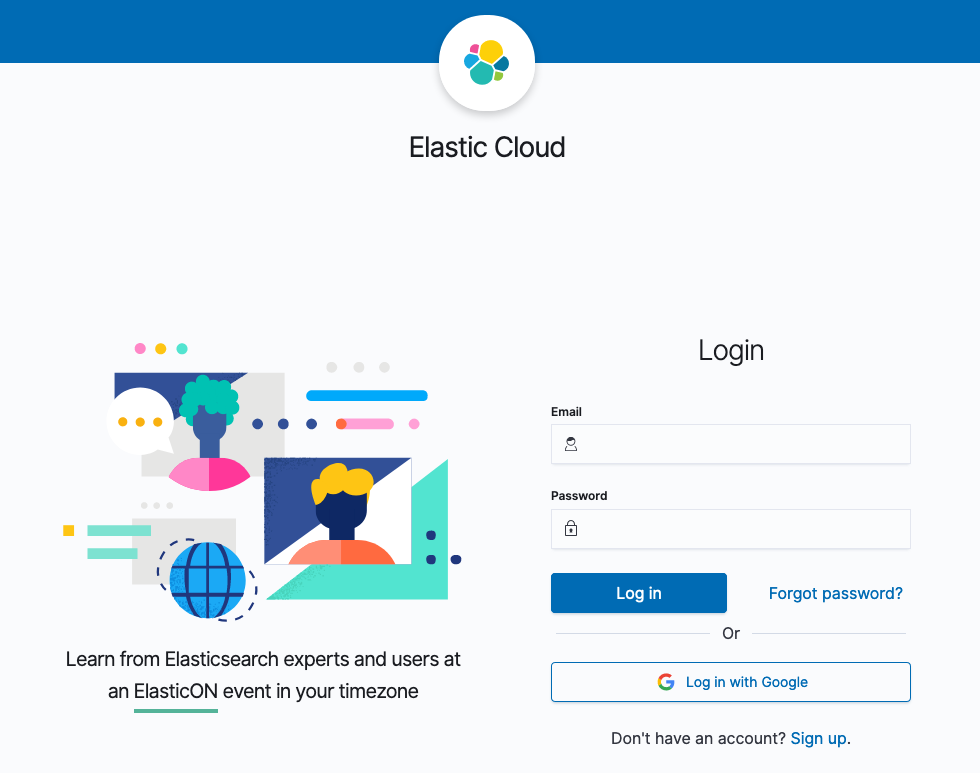 Elastic Cloud
Login
Email
Password
Log in
Forgot password?
Or
Log in with Google
Don't have an account? Sign up.
Learn from Elasticsearch experts and users at
an ElasticON event in your timezone